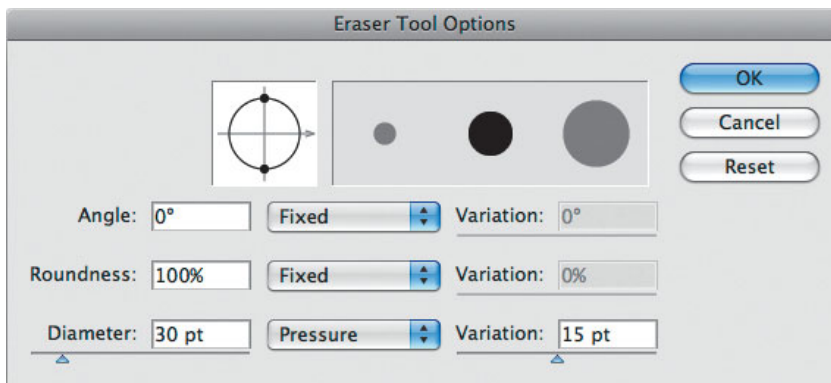 Eraser Tool Options
OK
Cancel
Reset
Angle: 0° Fixed Variation: 0°
Roundness: 100% Fixed Variation: 0%
Diameter: 30 pt Pressure Variation: 15 pt